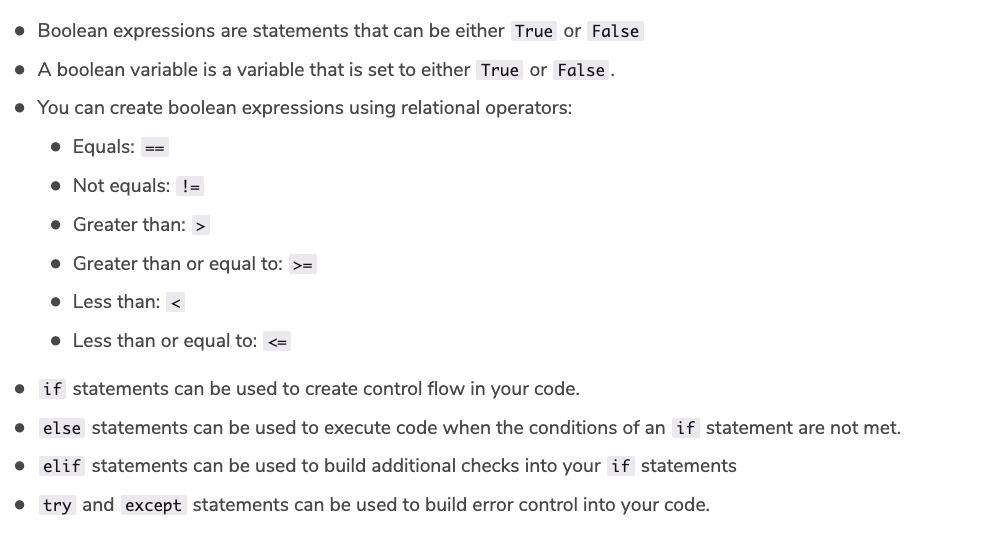 Boolean expressions are statements that can be either True or False
A boolean variable is a variable that is set to either True or False.
You can create boolean expressions using relational operators:
Equals: ==
Not equals: !=
Greater than: >
Greater than or equal to: >=
Less than: <
Less than or equal to: <=
if statements can be used to create control flow in your code.
else statements can be used to execute code when the conditions of an if statement are not met.
elif statements can be used to build additional checks into your if statements
try and except statements can be used to build error control into your code.